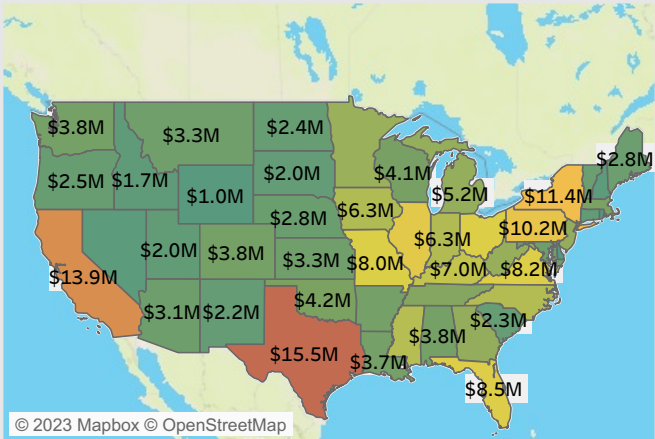 $3.8M
$3.3M
$2.4M
$2.8M
$2.5M
$1.7M
$1.0M
$2.0M
$4.1M
$5.2M
$11.4M
$2.8M
$6.3M
$10.2M
$13.9M
$2.0M
$3.8M
$3.3M
$8.0M
$6.3M
$7.0M
$8.2M
$3.1M
$2.2M
$4.2M
$3.8M
$2.3M
$15.5M
$3.7M
$8.5M
© 2023 Mapbox © OpenStreetMap